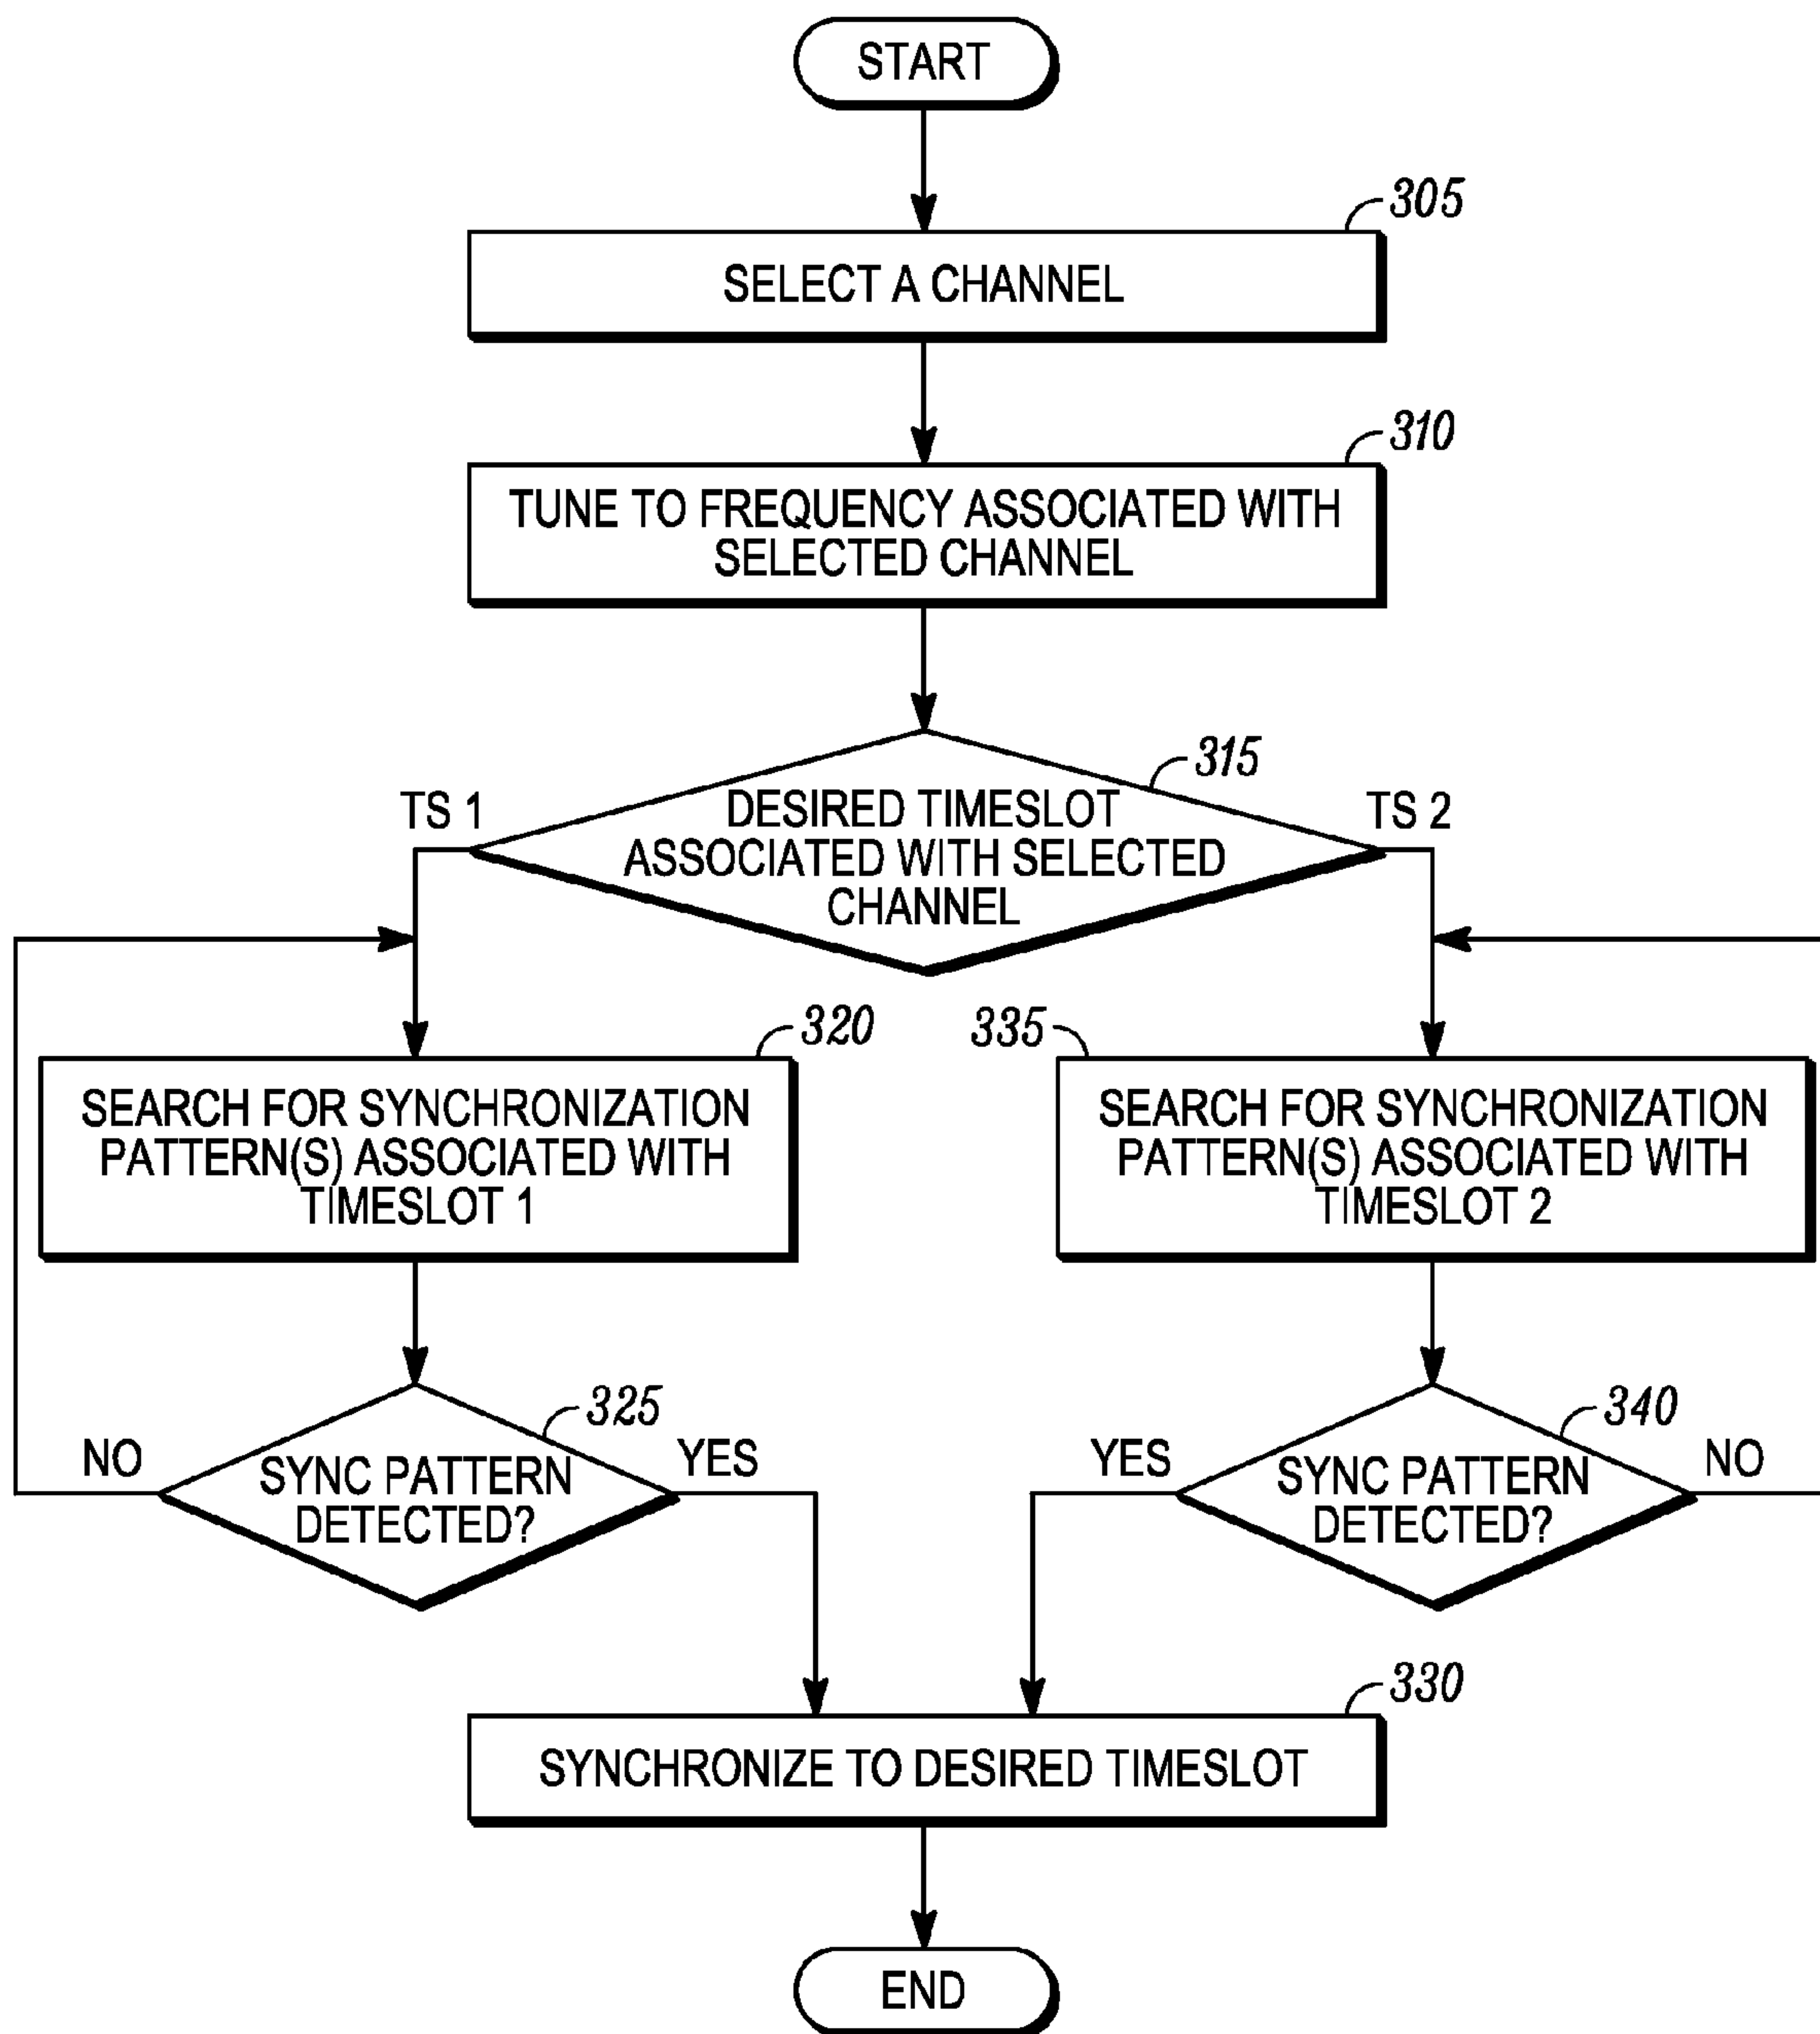 START
305
SELECT A CHANNEL
310
TUNE TO FREQUENCY ASSOCIATED WITH
SELECTED CHANNEL
315
TS 1
DESIRED TIMESLOT
ASSOCIATED WITH SELECTED
CHANNEL
TS 2
320
SEARCH FOR SYNCHRONIZATION
PATTERN(S) ASSOCIATED WITH
TIMESLOT 1
335
SEARCH FOR SYNCHRONIZATION
PATTERN(S) ASSOCIATED WITH
TIMESLOT 2
325
NO
SYNC PATTERN
DETECTED?
YES
340
YES
SYNC PATTERN
DETECTED?
NO
330
SYNCHRONIZE TO DESIRED TIMESLOT
END